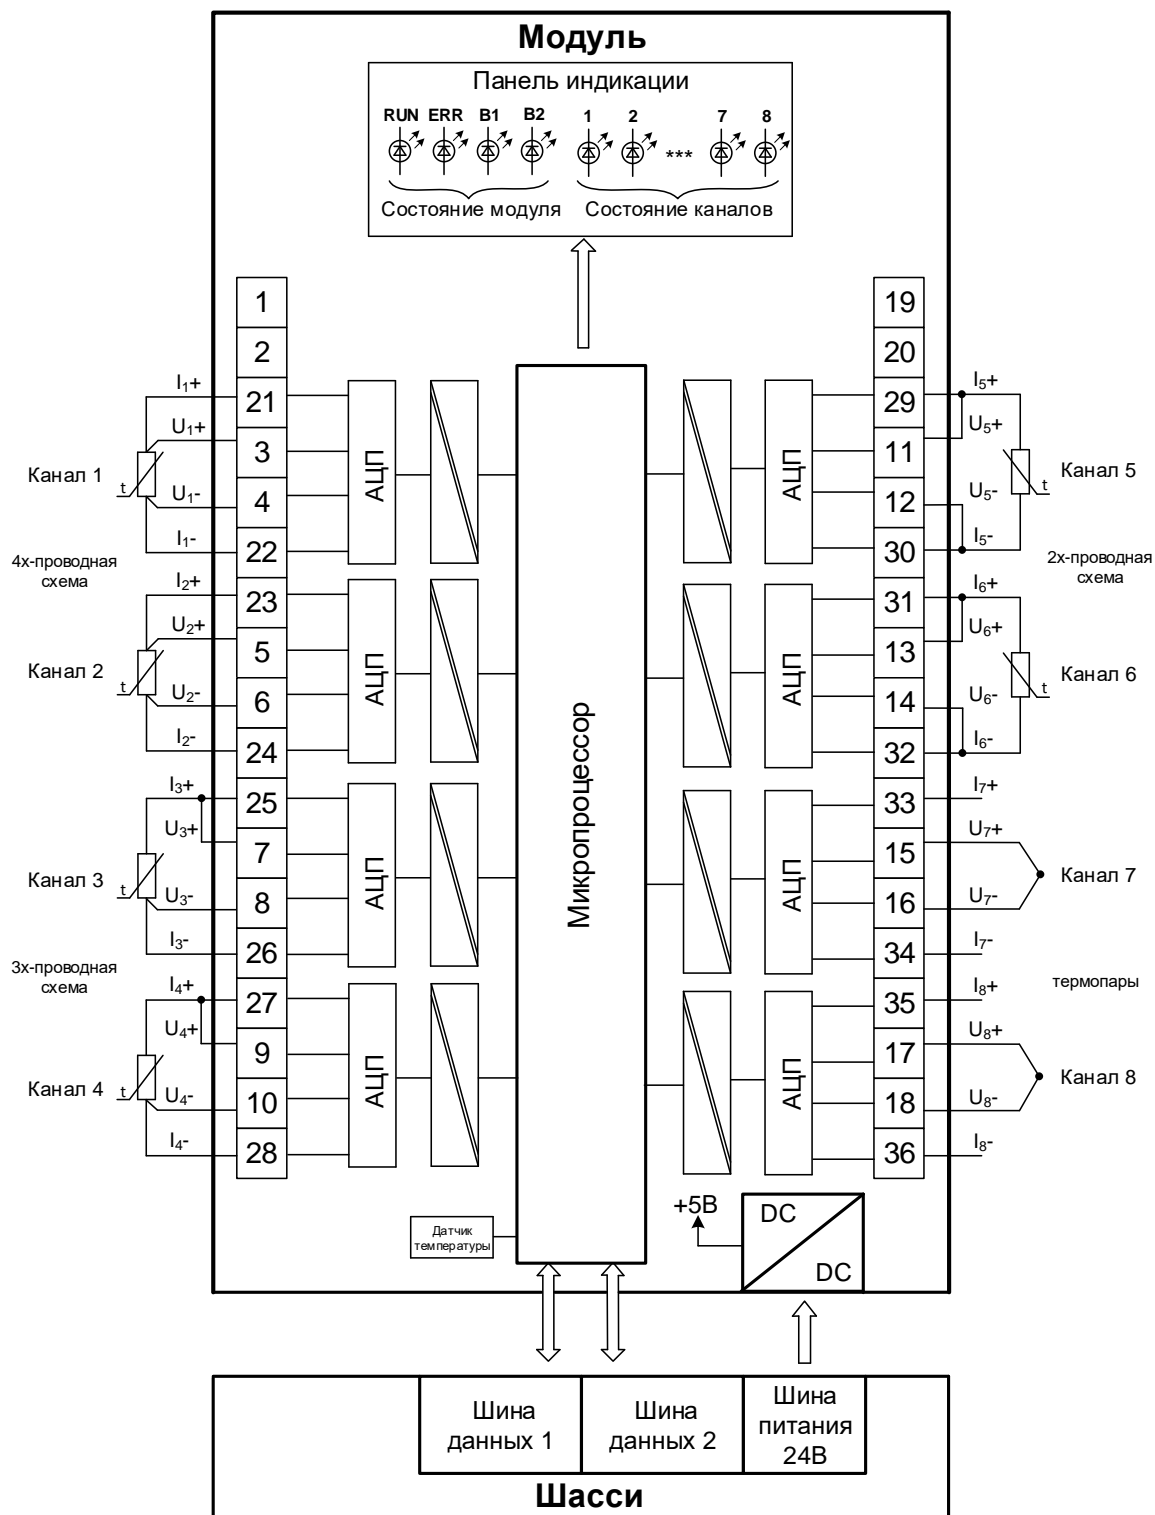 Модуль
Панель индикации
RUN ERR B1 B2 1 2 *** 7 8
Состояние модуля Состояние каналов
1
2
21
3
4
22
23
5
6
24
25
7
8
26
27
9
10
28
19
20
29
11
12
30
31
13
14
32
33
15
16
34
35
17
18
36
I₁+
U₁+
Канал 1
t
U₁-
I₁-
4х-проводная
схема
I₂+
U₂+
Канал 2
t
U₂-
I₂-
I₃+
U₃+
Канал 3
t
U₃-
I₃-
3х-проводная
схема
I₄+
U₄+
Канал 4
t
U₄-
I₄-
АЦП
АЦП
АЦП
АЦП
Микропроцессор
АЦП
АЦП
АЦП
АЦП
I₅+
U₅+
Канал 5
t
U₅-
I₅-
2х-проводная
схема
I₆+
U₆+
Канал 6
t
U₆-
I₆-
I₇+
U₇+
Канал 7
U₇-
I₇-
термопары
I₈+
U₈+
Канал 8
U₈-
I₈-
Датчик
температуры
+5В
DC
DC
Шина
данных 1
Шина
данных 2
Шина
питания
24В
Шасси